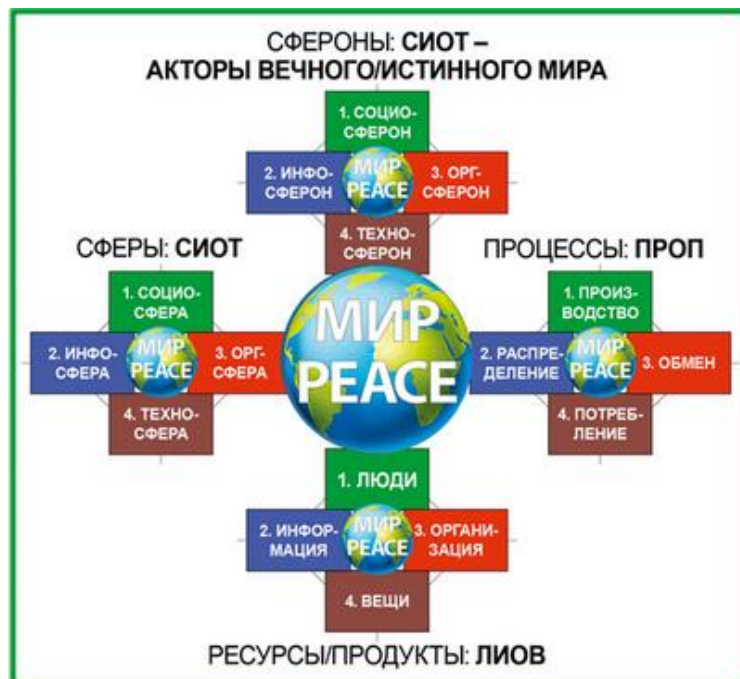 СФЕРОНЫ: СИОТ –
АКТОРЫ ВЕЧНОГО/ИСТИННОГО МИРА
1. СОЦИО-
СФЕРОН
2. ИНФО-
СФЕРОН
МИР
PEACE
3. ОРГ-
СФЕРОН
4. ТЕХНО-
СФЕРОН
СФЕРЫ: СИОТ
1. СОЦИО-
СФЕРА
2. ИНФО-
СФЕРА
МИР
PEACE
3. ОРГ-
СФЕРА
4. ТЕХНО-
СФЕРА
МИР
PEACE
ПРОЦЕССЫ: ПРОП
1. ПРОИЗ-
ВОДСТВО
2. РАСПРЕ-
ДЕЛЕНИЕ
МИР
PEACE
3. ОБМЕН
4. ПОТРЕБ-
ЛЕНИЕ
1. ЛЮДИ
2. ИНФОР-
МАЦИЯ
МИР
PEACE
3. ОРГАНИ-
ЗАЦИЯ
4. ВЕЩИ
РЕСУРСЫ/ПРОДУКТЫ: ЛИОВ